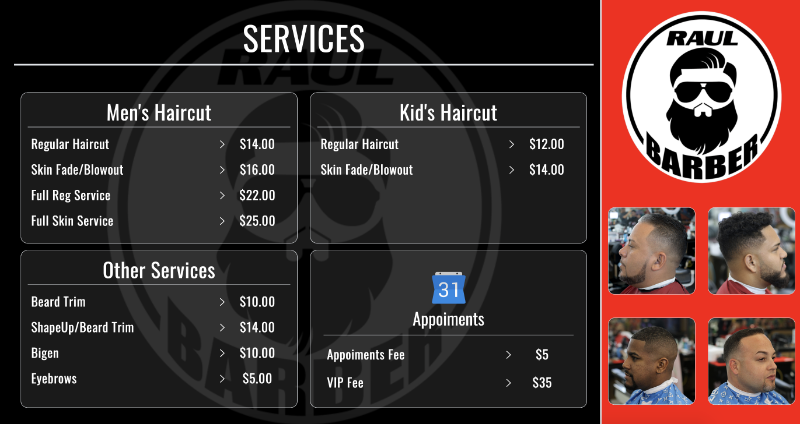 SERVICES
Men's Haircut
Regular Haircut > $14.00
Skin Fade/Blowout > $16.00
Full Reg Service > $22.00
Full Skin Service > $25.00
Kid's Haircut
Regular Haircut > $12.00
Skin Fade/Blowout > $14.00
Other Services
Beard Trim > $10.00
ShapeUp/Beard Trim > $14.00
Bigen > $10.00
Eyebrows > $5.00
31
Appoiments
Appoiments Fee > $5
VIP Fee > $35
RAUL
BARBER
RAUL
BARBER